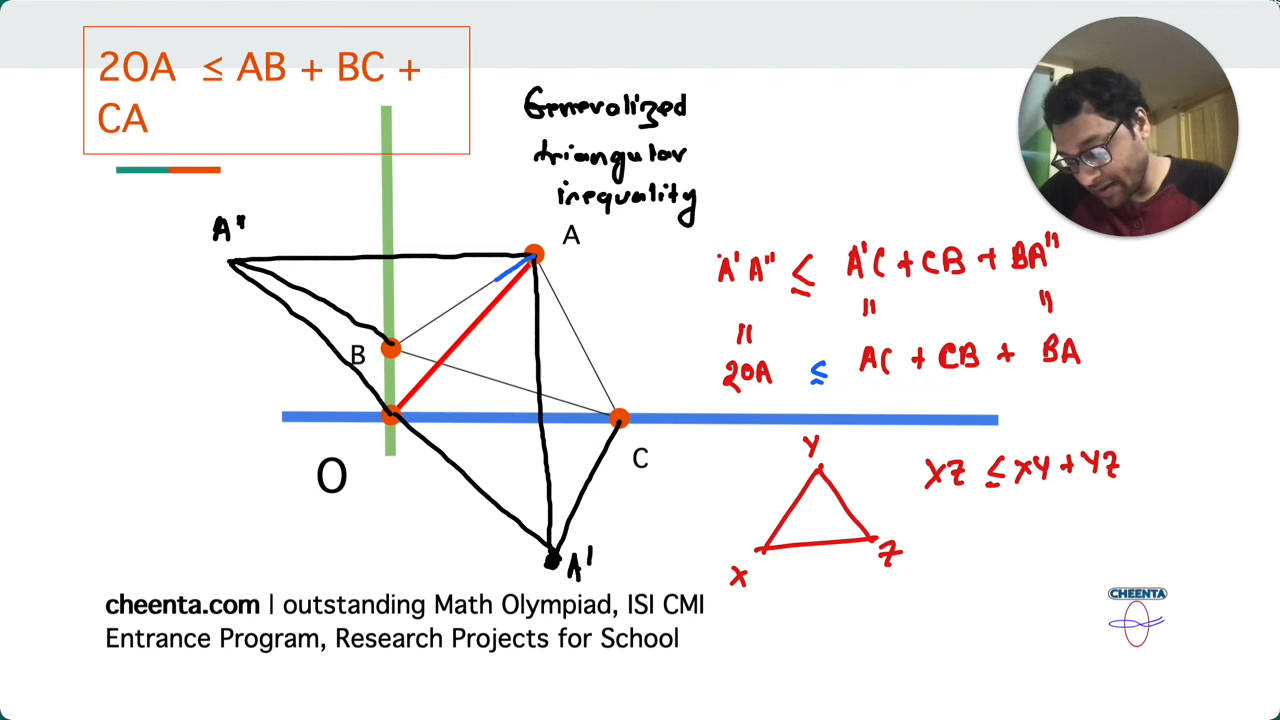 2OA ≤ AB + BC +
CA
Generalized
triangular
inequality
A"
A
A'A" ≤ A'C + CB + BA"
" " "
2OA ≤ AC + CB + BA
B
C
O
Y
XZ ≤ XY + YZ
X
Z
A'
cheenta.com | outstanding Math Olympiad, ISI CMI
Entrance Program, Research Projects for School
CHEENTA